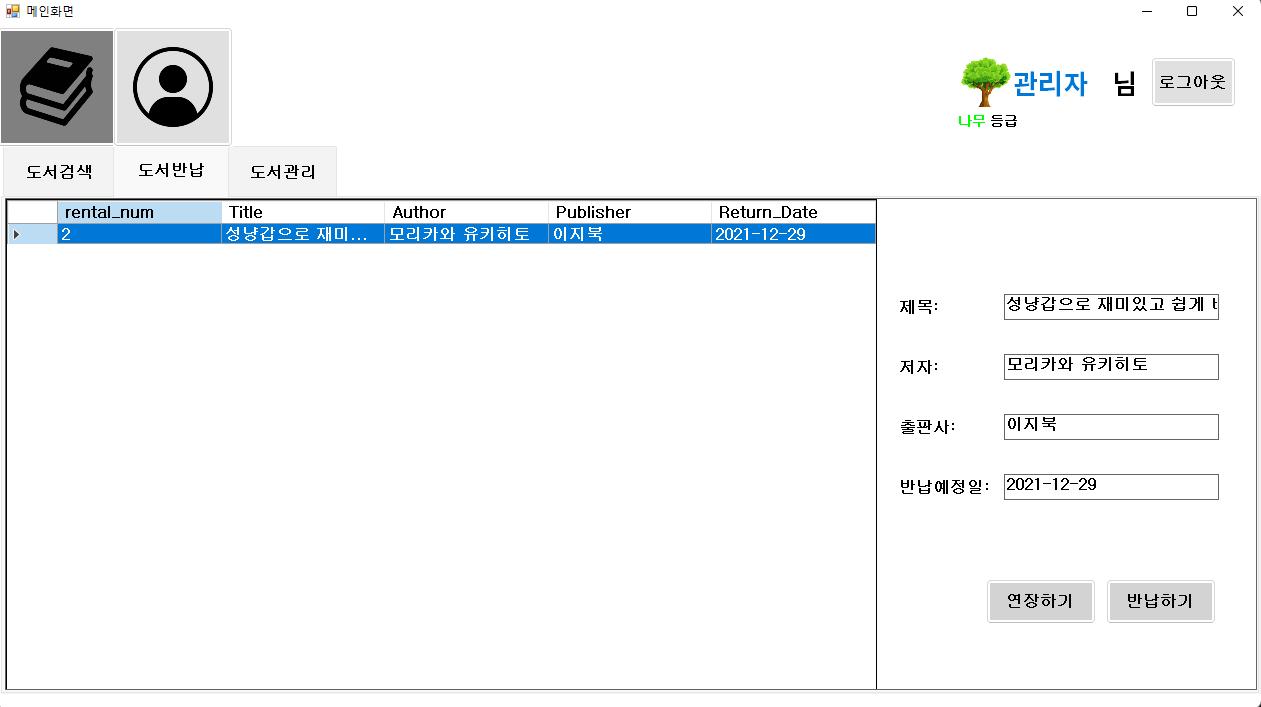 메인화면
관리자 님 로그아웃
나무 등급
도서검색 도서반납 도서관리
rental_num Title Author Publisher Return_Date
2 성냥갑으로 재미... 모리카와 유키히토 이지북 2021-12-29
제목: 성냥갑으로 재미있고 쉽게
저자: 모리카와 유키히토
출판사: 이지북
반납예정일: 2021-12-29
연장하기 반납하기